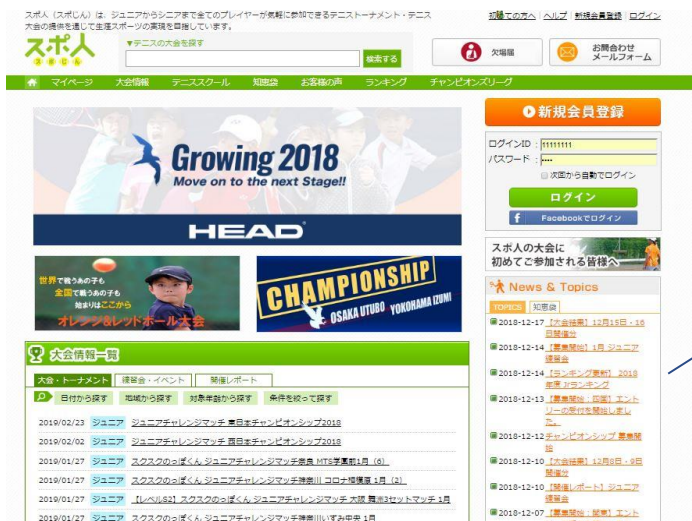 スポ人（スポじん）は、ジュニアからシニアまで全てのプレイヤーが気軽に参加できるテニストーナメント・テニス
大会の提供を通じて生涯スポーツの実現を目指しています。
初めての方へ ヘルプ 新規会員登録 ログイン
スポ人
スポじん
▼テニスの大会を探す
検索する
欠場届
お問合わせ
メールフォーム
マイページ 大会情報 テニススクール 知恵袋 お客様の声 ランキング チャンピオンズリーグ
Growing 2018
Move on to the next Stage!!
HEAD
新規会員登録
ログインID： 11111111
パスワード：
次回から自動でログイン
ログイン
Facebookでログイン
世界で戦うあの子も
全国で戦うあの子も
始まりはここから
オレンジ&レッドボール大会
CHAMPIONSHIP
OSAKA UTUBO YOKOHAMA IZUMI
スポ人の大会に
初めてご参加される皆様へ
News & Topics
TOPICS 知恵袋
2018-12-17 【大会結果】12月15日・16
日開催分
2018-12-14 【募集開始】1月 ジュニア
練習会
2018-12-14 【ランキング更新】 2018
年度 Jrランキング
2018-12-13 【募集開始：四国】エント
リーの受付を開始しまし
た。
2018-12-12 チャンピオンシップ 募集開
始
2018-12-10 【大会結果】12月8日・9日
開催分
2018-12-10 【開催レポート】ジュニア
練習会
2018-12-07 【募集開始：関東】エント
大会情報一覧
大会・トーナメント 練習会・イベント 開催レポート
日付から探す 地域から探す 対象年齢から探す 条件を絞って探す
2019/02/23 ジュニア ジュニアチャレンジマッチ 東日本チャンピオンシップ2018
2019/02/02 ジュニア ジュニアチャレンジマッチ 西日本チャンピオンシップ2018
2019/01/27 ジュニア スクスクのっぽくん ジュニアチャレンジマッチ奈良 MTS学園前1月（6）
2019/01/27 ジュニア スクスクのっぽくん ジュニアチャレンジマッチ神奈川 コロナ相模原 1月（2）
2019/01/27 ジュニア 【レベルS2】スクスクのっぽくん ジュニアチャレンジマッチ 大阪 舞洲3セットマッチ 1月
2019/01/27 ジュニア スクスクのっぽくん ジュニアチャレンジマッチ神奈川いずみ中央 1月